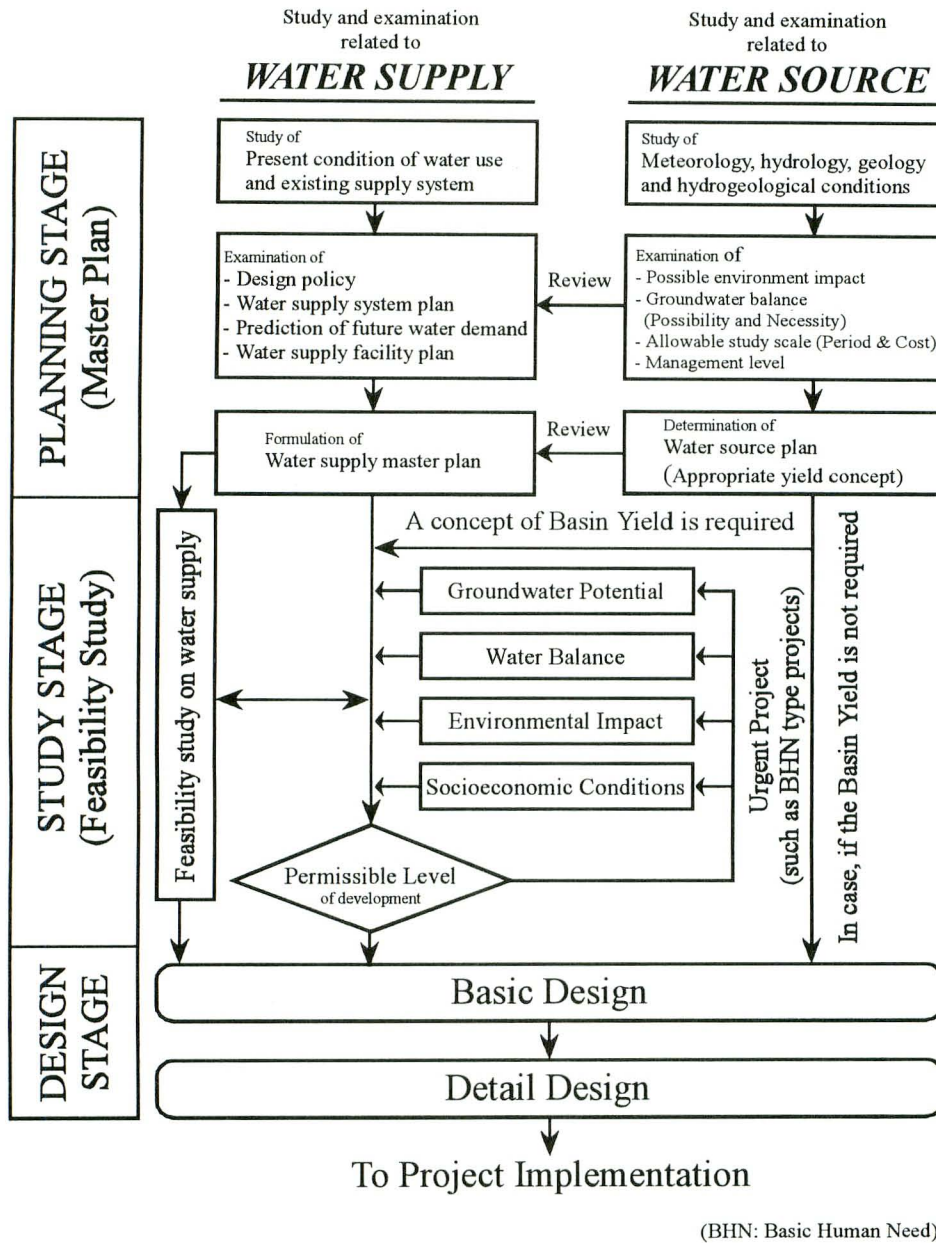 Study and examination
related to
WATER SUPPLY
Study and examination
related to
WATER SOURCE
PLANNING STAGE
(Master Plan)
Study of
Present condition of water use
and existing supply system
Study of
Meteorology, hydrology, geology
and hydrogeological conditions
Examination of
- Design policy
- Water supply system plan
- Prediction of future water demand
- Water supply facility plan
Review
Examination of
- Possible environment impact
- Groundwater balance
(Possibility and Necessity)
- Allowable study scale (Period & Cost)
- Management level
Formulation of
Water supply master plan
Review
Determination of
Water source plan
(Appropriate yield concept)
STUDY STAGE
(Feasibility Study)
Feasibility study on water supply
A concept of Basin Yield is required
Groundwater Potential
Water Balance
Environmental Impact
Socioeconomic Conditions
Permissible Level
of development
Urgent Project
(such as BHN type projects)
In case, if the Basin Yield is not required
DESIGN
STAGE
Basic Design
Detail Design
To Project Implementation
(BHN: Basic Human Need)